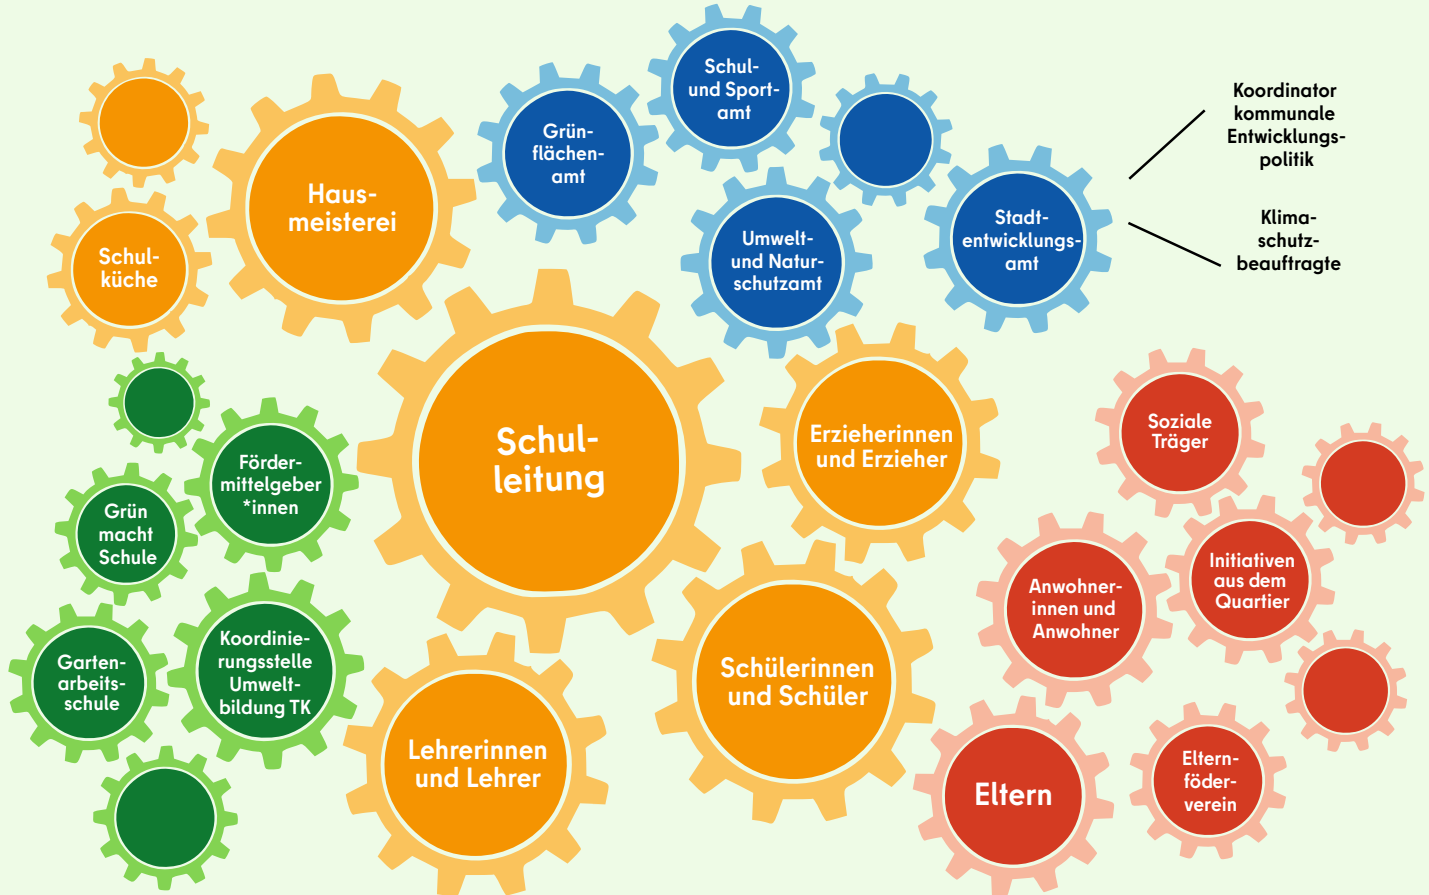 Haus-
meisterei
Schul-
küche
Grün-
flächen-
amt
Schul-
und Sport-
amt
Umwelt-
und Natur-
schutzamt
Stadt-
entwicklungs-
amt
Koordinator
kommunale
Entwicklungs-
politik
Klima-
schutz-
beauftragte
Schul-
leitung
Erzieherinnen
und Erzieher
Schülerinnen
und Schüler
Lehrerinnen
und Lehrer
Förder-
mittelgeber
*innen
Grün
macht
Schule
Garten-
arbeits-
schule
Koordinie-
rungsstelle
Umwelt-
bildung TK
Soziale
Träger
Initiativen
aus dem
Quartier
Anwohner-
innen und
Anwohner
Eltern
Eltern-
föder-
verein